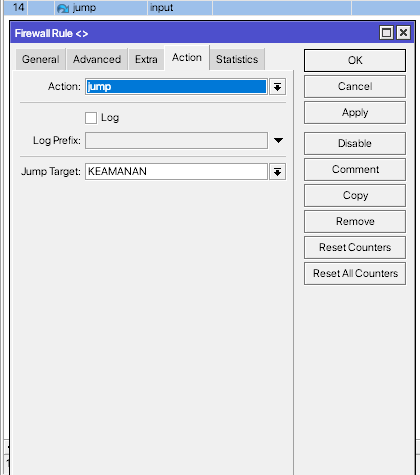 14 jump input
Firewall Rule <>
General Advanced Extra Action Statistics
Action: jump
Log
Log Prefix:
Jump Target: KEAMANAN
OK
Cancel
Apply
Disable
Comment
Copy
Remove
Reset Counters
Reset All Counters